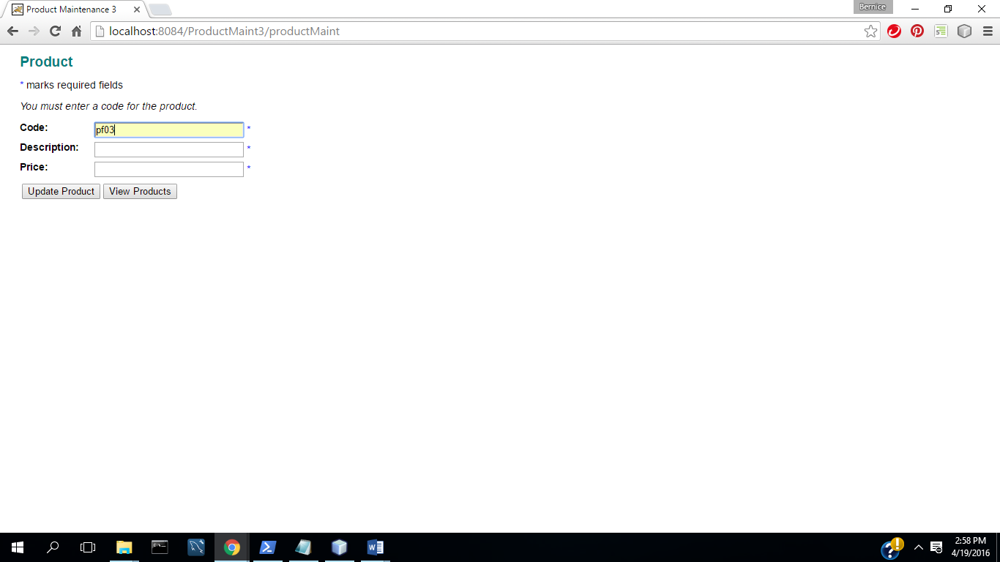 Product Maintenance 3
Bernice
localhost:8084/ProductMaint3/productMaint
Product
* marks required fields
You must enter a code for the product.
Code: pf03 *
Description: *
Price: *
Update Product View Products
2:58 PM
4/19/2016